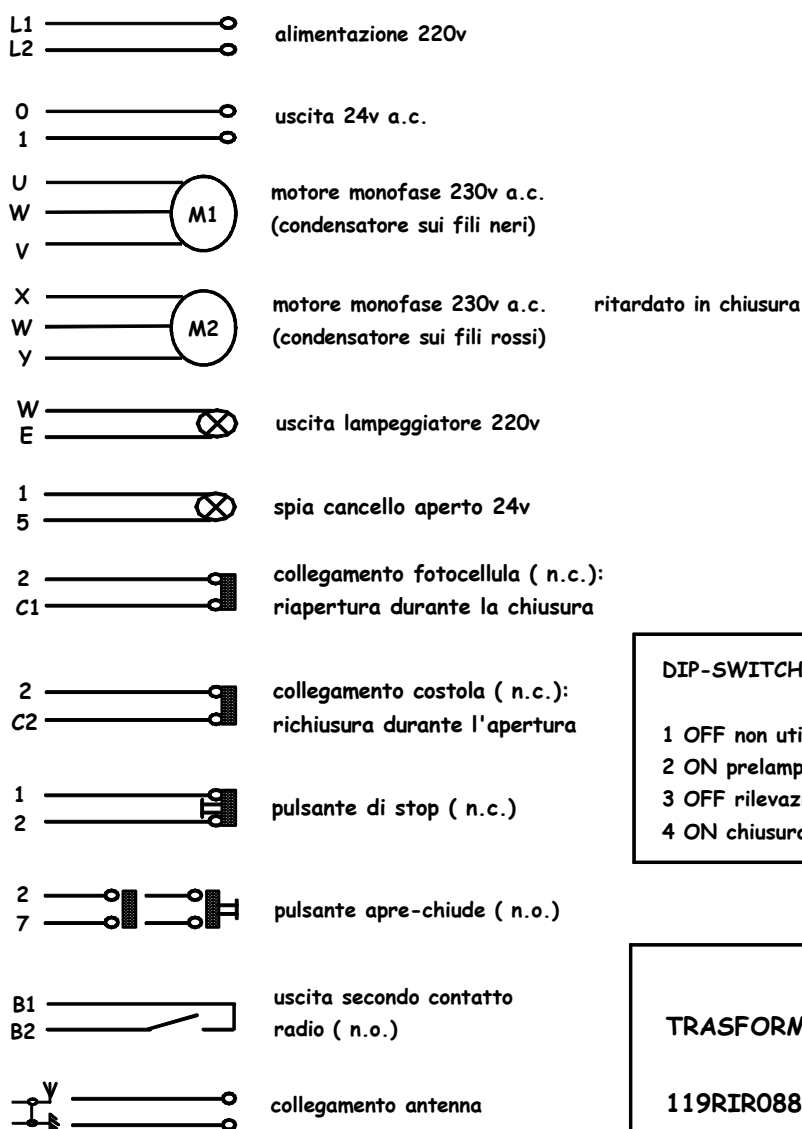 L1
L2
alimentazione 220v
0
1
uscita 24v a.c.
U
W
V
M1
motore monofase 230v a.c.
(condensatore sui fili neri)
X
W
Y
M2
motore monofase 230v a.c. ritardato in chiusura
(condensatore sui fili rossi)
W
E
uscita lampeggiatore 220v
1
5
spia cancello aperto 24v
2
C1
collegamento fotocellula ( n.c.):
riapertura durante la chiusura
2
C2
collegamento costola ( n.c.):
richiusura durante l'apertura
1
2
pulsante di stop ( n.c.)
2
7
pulsante apre-chiude ( n.o.)
B1
B2
uscita secondo contatto
radio ( n.o.)
collegamento antenna
DIP-SWITCH
1 OFF non uti
2 ON prelamp
3 OFF rilevaz
4 ON chiusura
TRASFORM
119RIR088